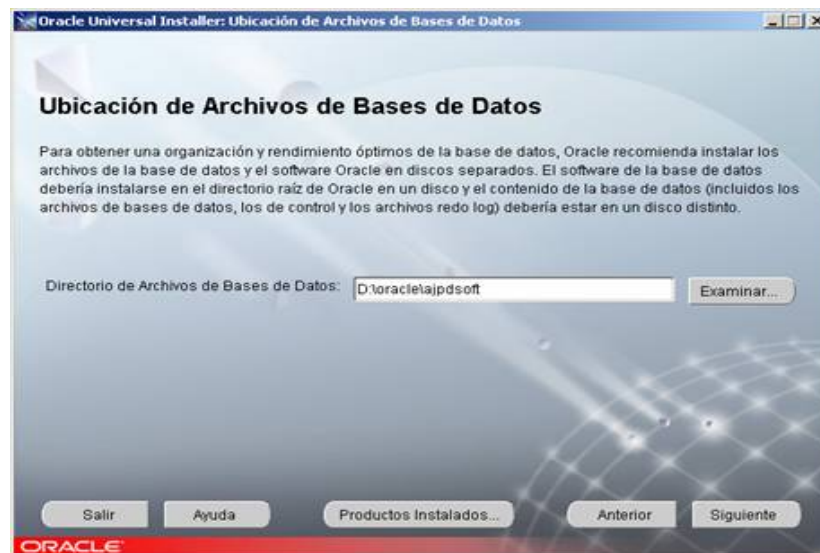 Oracle Universal Installer: Ubicación de Archivos de Bases de Datos
Ubicación de Archivos de Bases de Datos
Para obtener una organización y rendimiento óptimos de la base de datos, Oracle recomienda instalar los
archivos de la base de datos y el software Oracle en discos separados. El software de la base de datos
debería instalarse en el directorio raíz de Oracle en un disco y el contenido de la base de datos (incluidos los
archivos de bases de datos, los de control y los archivos redo log) debería estar en un disco distinto.
Directorio de Archivos de Bases de Datos: D:\oracle\ajpdsoft Examinar...
Salir Ayuda Productos Instalados... Anterior Siguiente
ORACLE